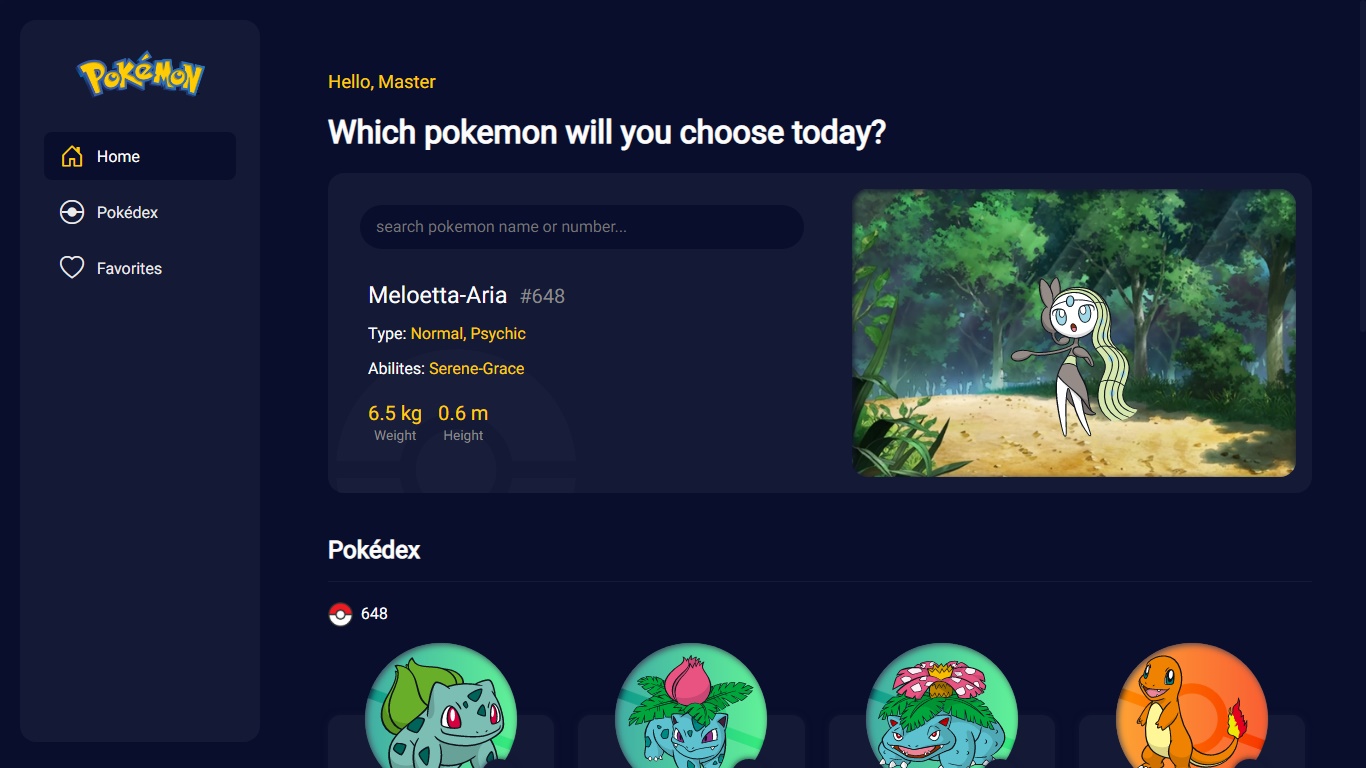 Pokémon
Home
Pokédex
Favorites
Hello, Master
Which pokemon will you choose today?
search pokemon name or number...
Meloetta-Aria #648
Type: Normal, Psychic
Abilites: Serene-Grace
6.5 kg 0.6 m
Weight Height
Pokédex
648